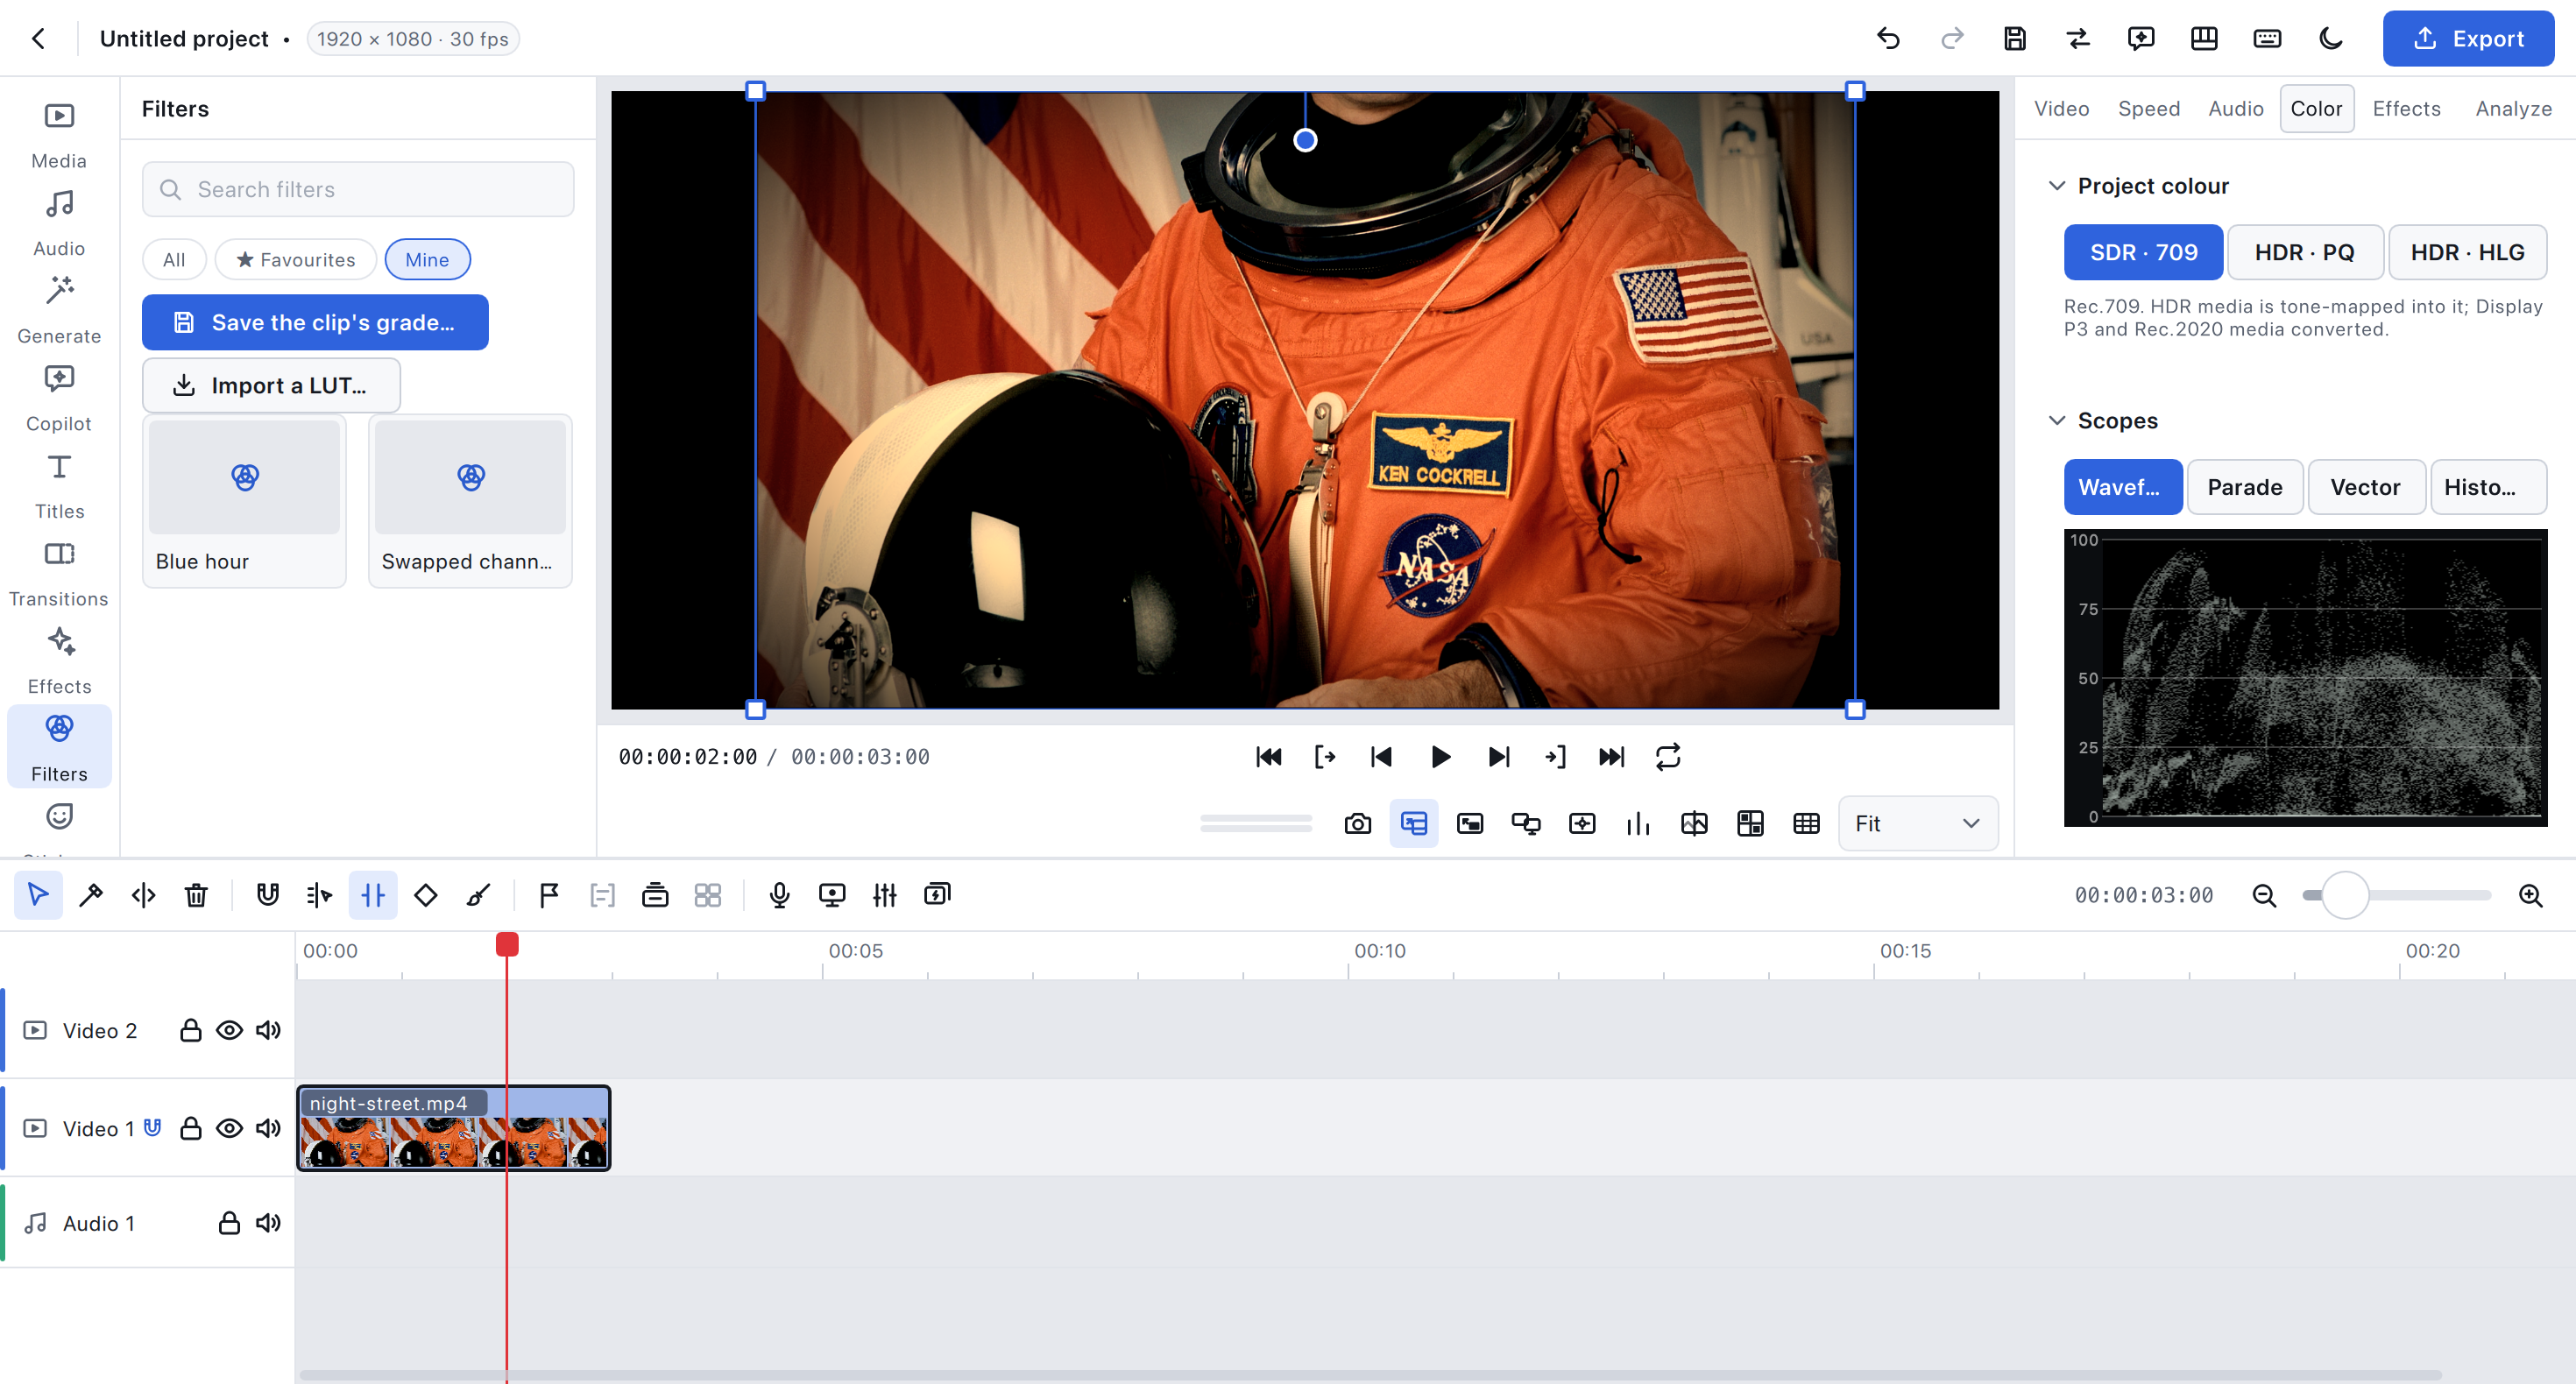 Untitled project •
1920 × 1080 · 30 fps
Export
Media
Audio
Generate
Copilot
Titles
Transitions
Effects
Filters
Filters
Search filters
All
★ Favourites
Mine
Save the clip's grade...
Import a LUT...
Blue hour
Swapped chann...
USA
KEN COCKRELL
NASA
00:00:02:00 / 00:00:03:00
Fit
Video
Speed
Audio
Color
Effects
Analyze
Project colour
SDR · 709
HDR · PQ
HDR · HLG
Rec.709. HDR media is tone-mapped into it; Display
P3 and Rec.2020 media converted.
Scopes
Wavef...
Parade
Vector
Histo...
100
75
50
25
0
00:00:03:00
00:00
00:05
00:10
00:15
00:20
Video 2
Video 1
night-street.mp4
Audio 1